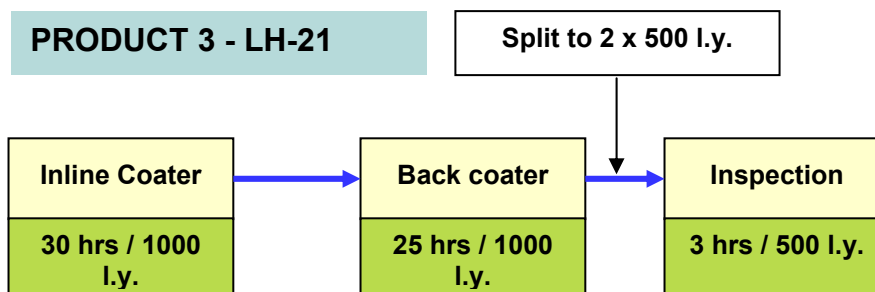 PRODUCT 3 - LH-21
Split to 2 x 500 l.y.
Inline Coater
Back coater
Inspection
30 hrs / 1000
l.y.
25 hrs / 1000
l.y.
3 hrs / 500 l.y.